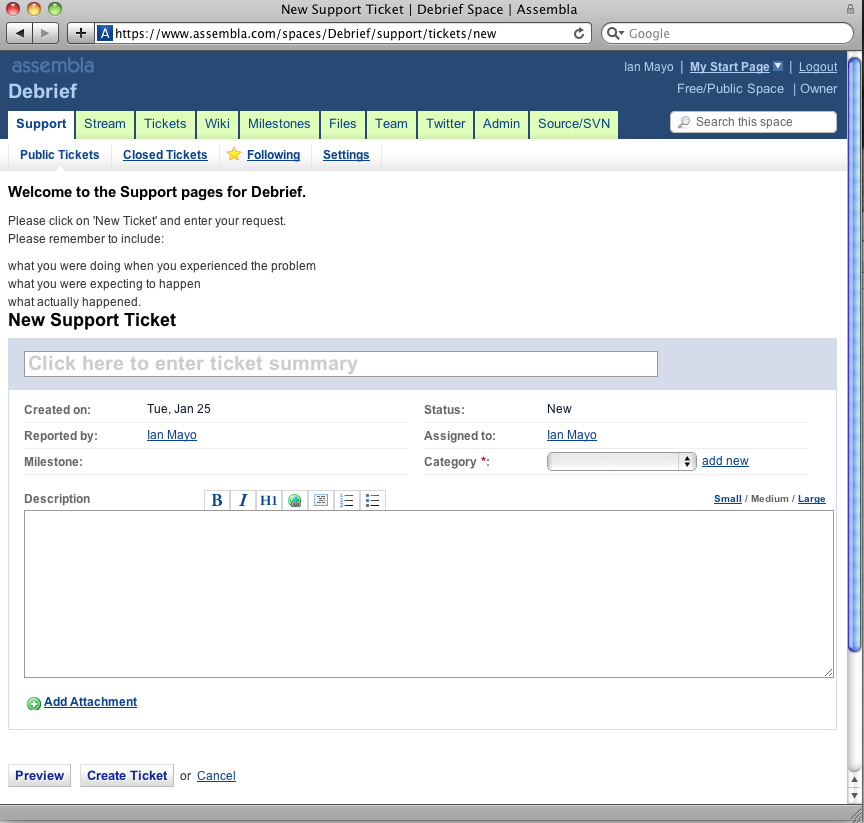 New Support Ticket | Debrief Space | Assembla
https://www.assembla.com/spaces/Debrief/support/tickets/new
Google
assembla
Ian Mayo | My Start Page | Logout
Debrief
Free/Public Space | Owner
Support Stream Tickets Wiki Milestones Files Team Twitter Admin Source/SVN Search this space
Public Tickets Closed Tickets Following Settings
Welcome to the Support pages for Debrief.
Please click on 'New Ticket' and enter your request.
Please remember to include:
what you were doing when you experienced the problem
what you were expecting to happen
what actually happened.
New Support Ticket
Click here to enter ticket summary
Created on: Tue, Jan 25 Status: New
Reported by: Ian Mayo Assigned to: Ian Mayo
Milestone: Category *: add new
Description B I H1 Small / Medium / Large
Add Attachment
Preview Create Ticket or Cancel